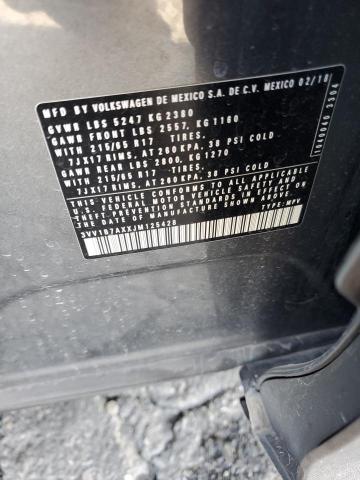 MFD BY VOLKSWAGEN DE MEXICO S.A. DE C.V. MEXICO 02/18
GVWR LBS 5247 KG 2380
GAWR FRONT LBS 2557, KG 1160
WITH 215/65 R17 TIRES.
7JX17 RIMS, AT 260 KPA, 38 PSI COLD
GAWR REAR LBS 2800, KG 1270
WITH 215/65 R17 TIRES.
7JX17 RIMS, AT 260 KPA, 38 PSI COLD
THIS VEHICLE CONFORMS TO ALL APPLICABLE
U.S. FEDERAL MOTOR VEHICLE SAFETY AND
THEFT PREVENTION STANDARDS IN EFFECT ON THE
DATE OF MANUFACTURE SHOWN ABOVE.
3VV1B7AXXJM125428 TYPE: MPV
1040040 3304